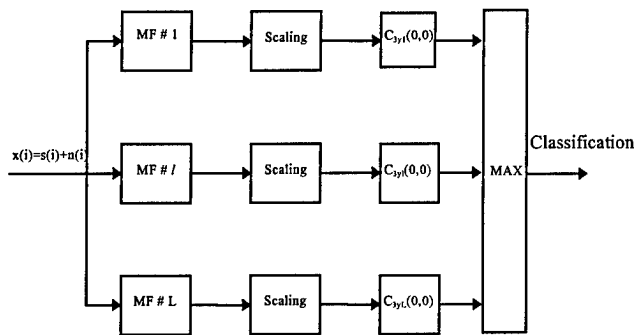 MF # 1
Scaling
C3y1(0,0)
x(i)=s(i)+n(i)
MF # l
Scaling
C3yl(0,0)
MAX
Classification
MF # L
Scaling
C3yL(0,0)